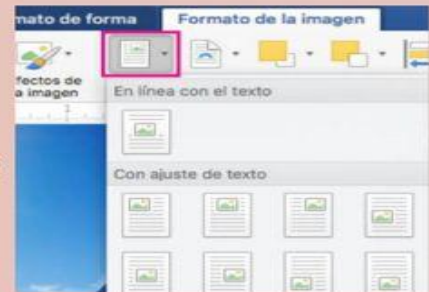 mato de forma Formato de la imagen
fectos de
a imagen
En línea con el texto
Con ajuste de texto